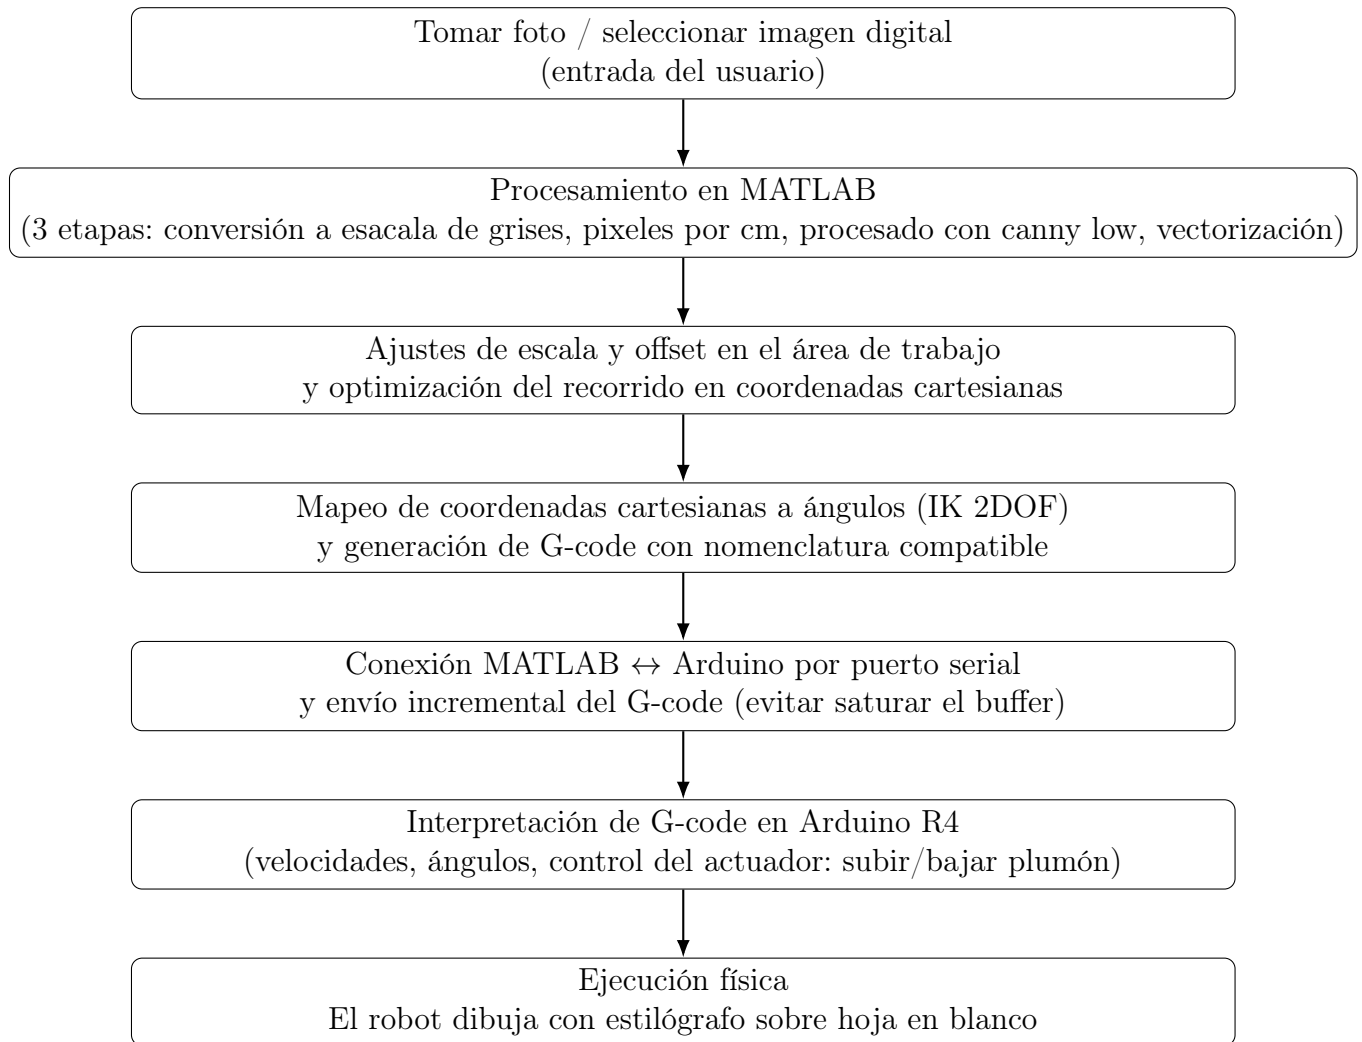 Tomar foto / seleccionar imagen digital
(entrada del usuario)
Procesamiento en MATLAB
(3 etapas: conversión a esacala de grises, pixeles por cm, procesado con canny low, vectorización)
Ajustes de escala y offset en el área de trabajo
y optimización del recorrido en coordenadas cartesianas
Mapeo de coordenadas cartesianas a ángulos (IK 2DOF)
y generación de G-code con nomenclatura compatible
Conexión MATLAB ↔ Arduino por puerto serial
y envío incremental del G-code (evitar saturar el buffer)
Interpretación de G-code en Arduino R4
(velocidades, ángulos, control del actuador: subir/bajar plumón)
Ejecución física
El robot dibuja con estilógrafo sobre hoja en blanco